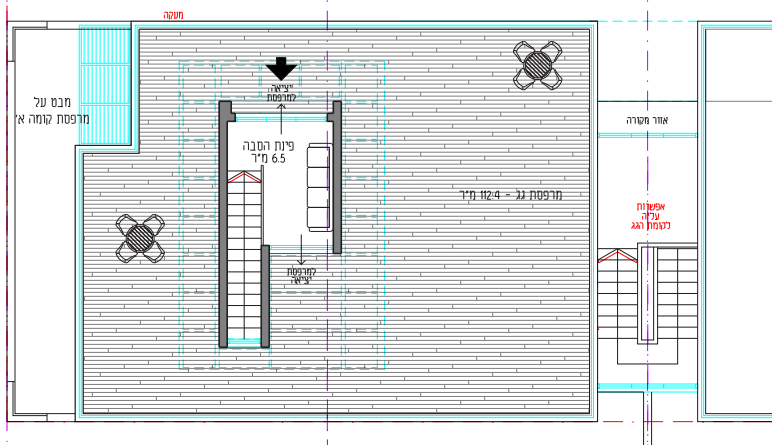 מעקה
מבט על
מרפסת קומה א'
יציאה
למרפסת
פינת הסבה
6.5 מ"ר
מרפסת גג - 112.4 מ"ר
למרפסת
יציאה
אזור מקורה
אפשרות
עליה
לקומת הגג